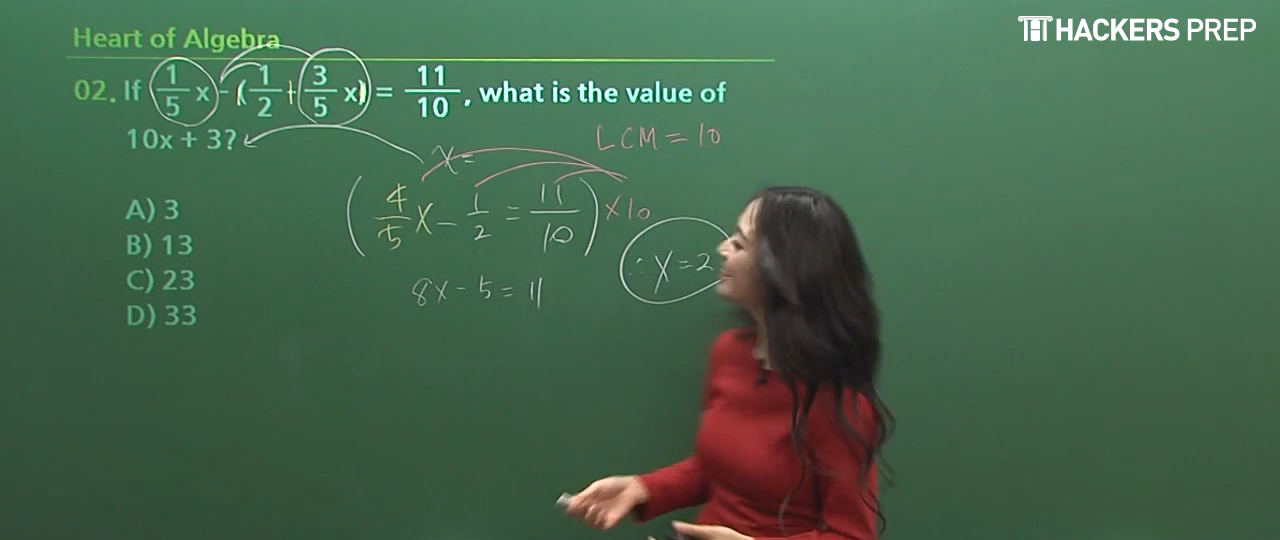 HACKERS PREP
Heart of Algebra
02. If 1/5 x - (1/2 + 3/5 x) = 11/10, what is the value of
10x + 3?
LCM = 10
x =
(4/5 x - 1/2 = 11/10) × 10
∴ x = 2
8x - 5 = 11
A) 3
B) 13
C) 23
D) 33